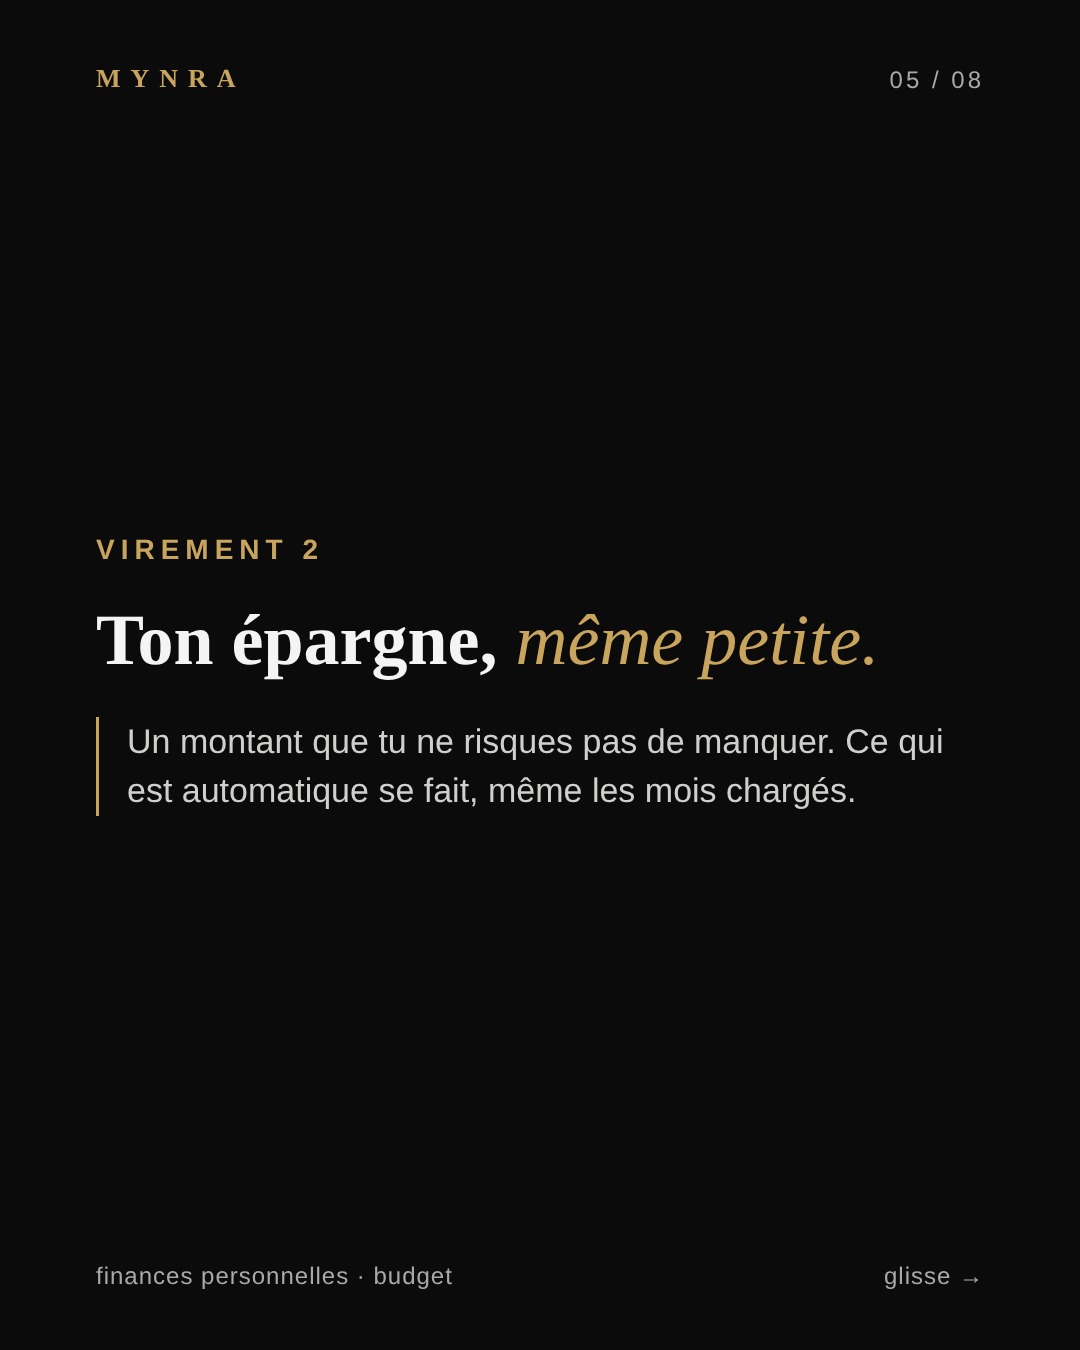 MYNRA
05 / 08
VIREMENT 2
Ton épargne, même petite.
Un montant que tu ne risques pas de manquer. Ce qui
est automatique se fait, même les mois chargés.
finances personnelles · budget
glisse →